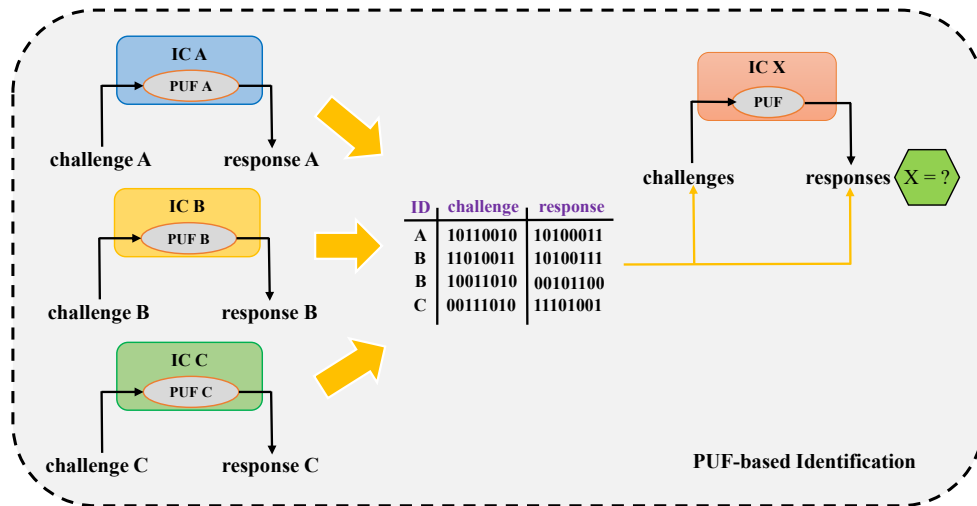 IC A
PUF A
challenge A
response A
IC B
PUF B
challenge B
response B
IC C
PUF C
challenge C
response C
ID challenge response
A 10110010 10100011
B 11010011 10100111
B 10011010 00101100
C 00111010 11101001
IC X
PUF
challenges
responses
X = ?
PUF-based Identification